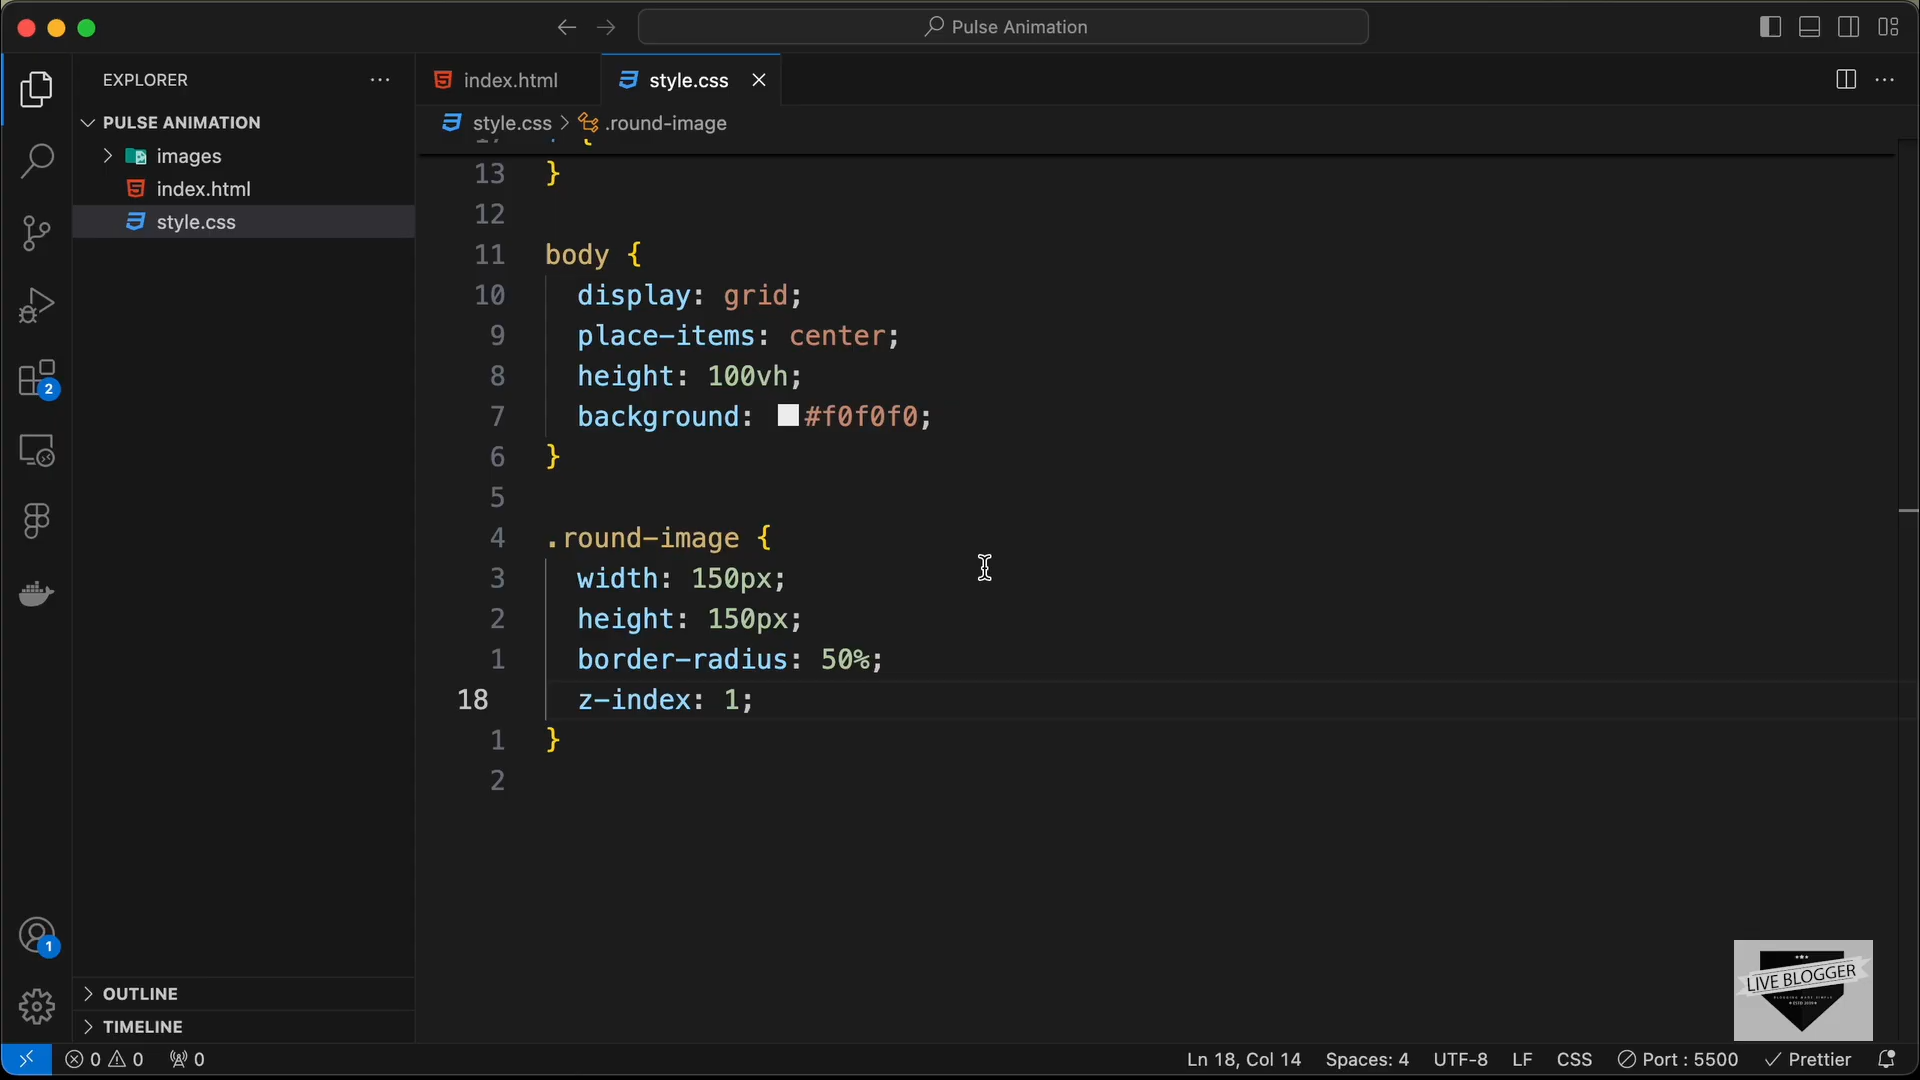 Pulse Animation
EXPLORER
index.html
style.css
PULSE ANIMATION
style.css > .round-image
images
index.html
style.css
13 }
12
11 body {
10 display: grid;
9 place-items: center;
8 height: 100vh;
7 background: #f0f0f0;
6 }
5
4 .round-image {
3 width: 150px;
2 height: 150px;
1 border-radius: 50%;
18 z-index: 1;
1 }
2
2
1
OUTLINE
TIMELINE
LIVE BLOGGER
0 0 0
Ln 18, Col 14 Spaces: 4 UTF-8 LF CSS Port : 5500 Prettier